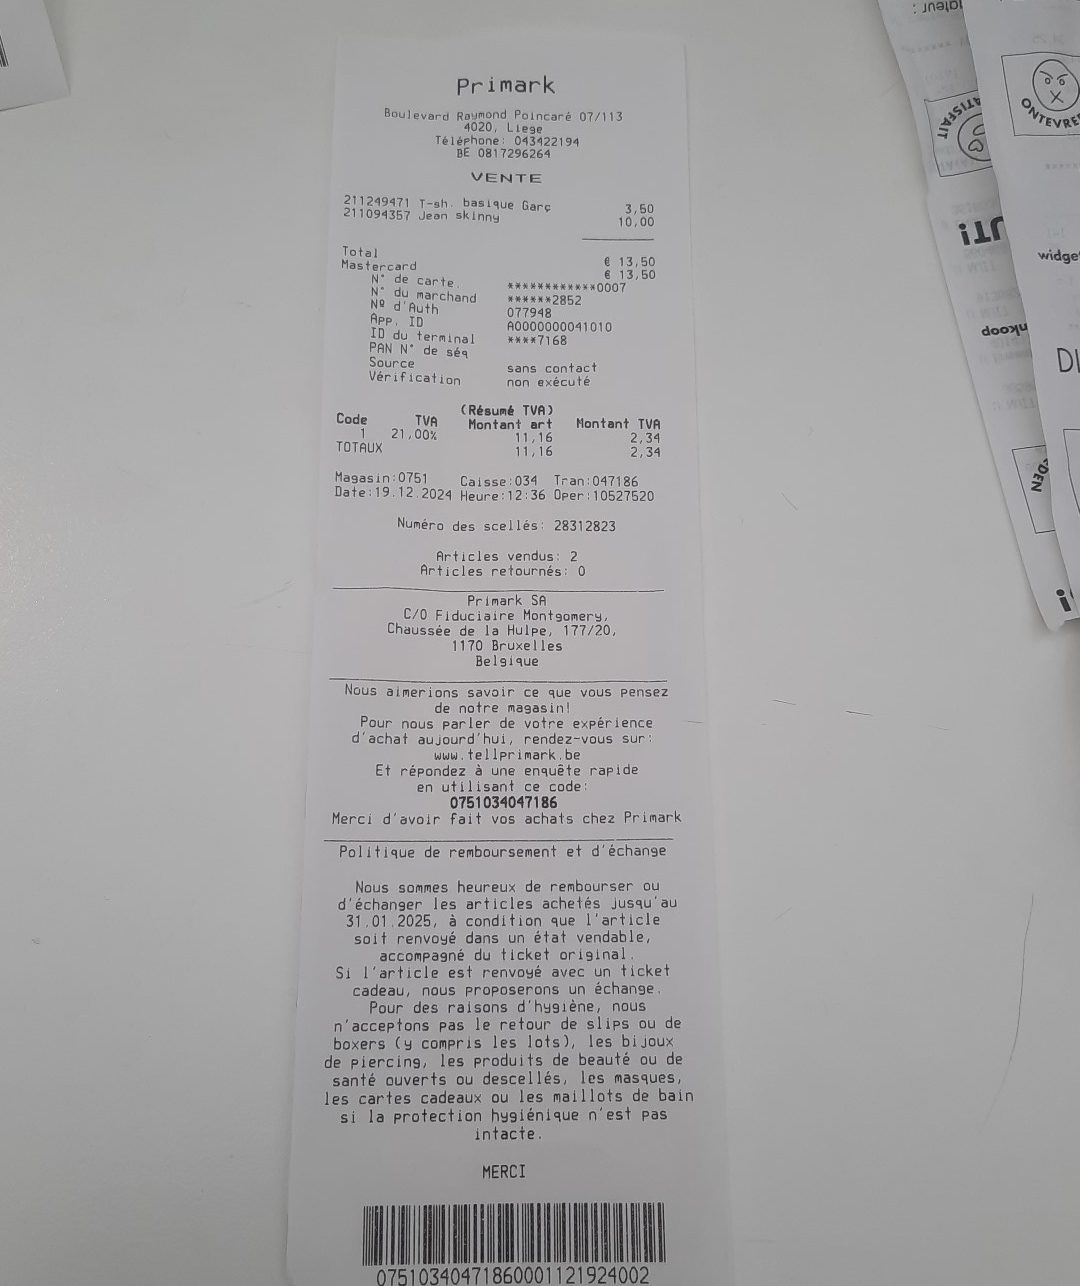 Primark
Boulevard Raymond Poincaré 07/113
4020, Liege
Téléphone: 043422194
BE 0817296264
VENTE
211249471 T-sh. basique Garç 3,50
211094357 Jean skinny 10,00
Total € 13,50
Mastercard € 13,50
N° de carte. ************0007
N° du marchand ******2852
Nº d'Auth 077948
App. ID A0000000041010
ID du terminal ****7168
PAN N° de séq
Source sans contact
Vérification non exécuté
(Résumé TVA)
Code TVA Montant art Montant TVA
1 21,00% 11,16 2,34
TOTAUX 11,16 2,34
Magasin:0751 Caisse:034 Tran:047186
Date:19.12.2024 Heure:12:36 Oper:10527520
Numéro des scellés: 28312823
Articles vendus: 2
Articles retournés: 0
Primark SA
C/O Fiduciaire Montgomery,
Chaussée de la Hulpe, 177/20,
1170 Bruxelles
Belgique
Nous aimerions savoir ce que vous pensez
de notre magasin!
Pour nous parler de votre expérience
d'achat aujourd'hui, rendez-vous sur:
www.tellprimark.be
Et répondez à une enquête rapide
en utilisant ce code:
0751034047186
Merci d'avoir fait vos achats chez Primark
Politique de remboursement et d'échange
Nous sommes heureux de rembourser ou
d'échanger les articles achetés jusqu'au
31.01.2025, à condition que l'article
soit renvoyé dans un état vendable,
accompagné du ticket original.
Si l'article est renvoyé avec un ticket
cadeau, nous proposerons un échange.
Pour des raisons d'hygiène, nous
n'acceptons pas le retour de slips ou de
boxers (y compris les lots), les bijoux
de piercing, les produits de beauté ou de
santé ouverts ou descellés, les masques,
les cartes cadeaux ou les maillots de bain
si la protection hygiénique n'est pas
intacte.
MERCI
07510340471860001121924002